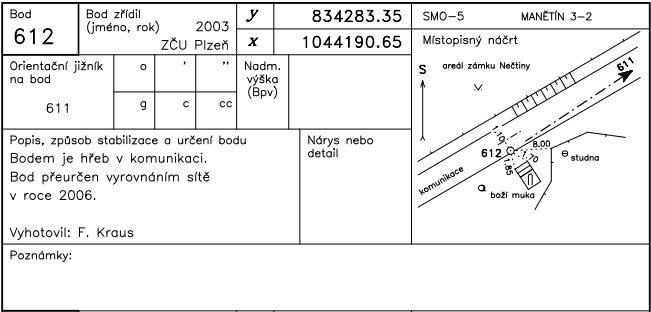 Bod
612
Bod zřídil
(jméno, rok) 2003
ZČU Plzeň
y 834283.35
x 1044190.65
SMO-5 MANĚTÍN 3-2
Orientační jižník
na bod
611
o ' "
g c cc
Nadm.
výška
(Bpv)
Místopisný náčrt
S
areál zámku Nečtiny
611
1.10
612
8.00
1.70
1.85
studna
komunikace
boží muka
Popis, způsob stabilizace a určení bodu
Bodem je hřeb v komunikaci.
Bod přeurčen vyrovnáním sítě
v roce 2006.
Vyhotovil: F. Kraus
Nárys nebo
detail
Poznámky: